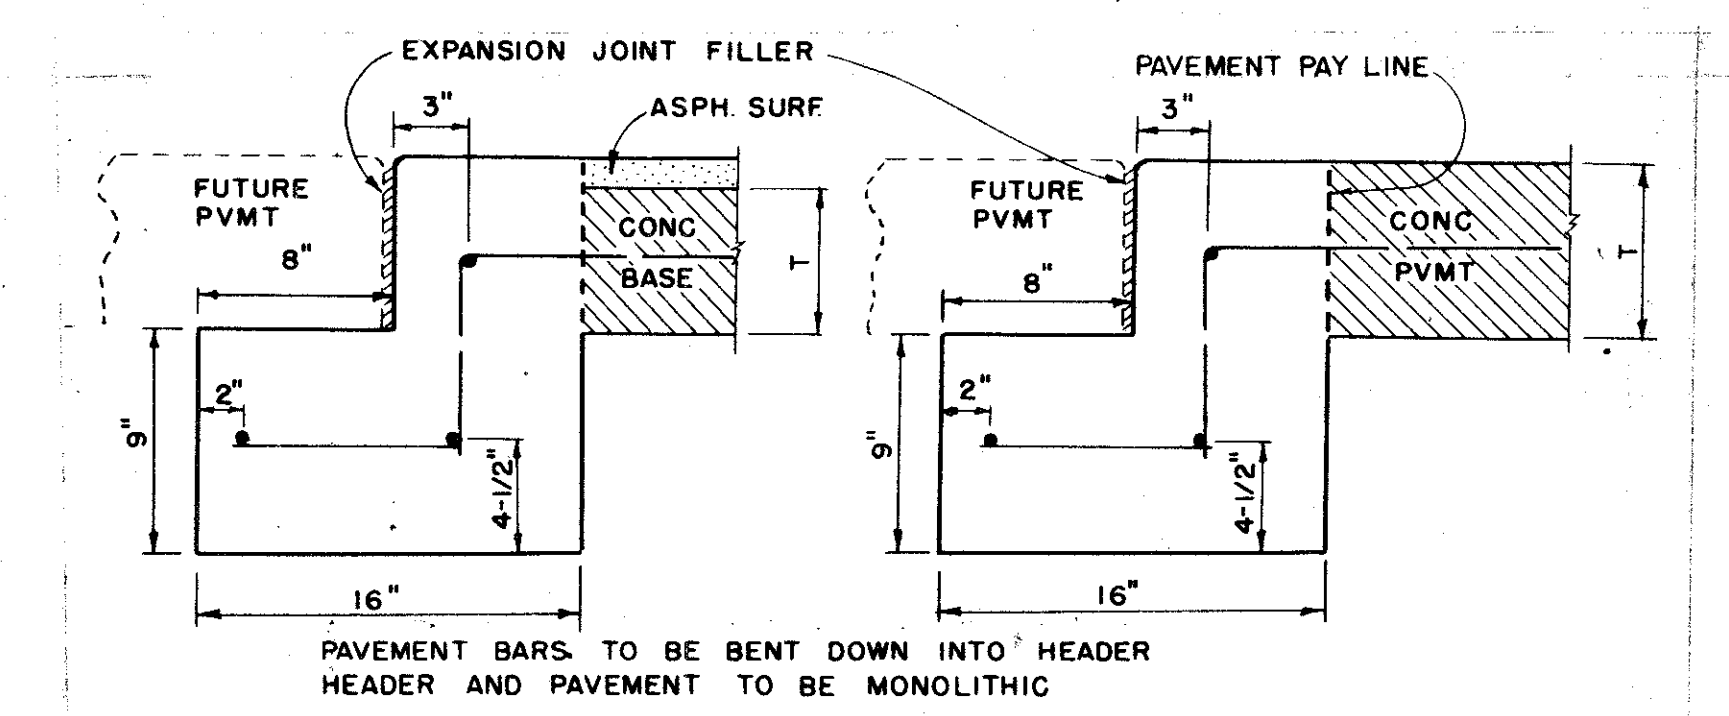 EXPANSION JOINT FILLER
PAVEMENT PAY LINE
3"
ASPH. SURF.
3"
FUTURE
PVMT
8"
CONC
BASE
T
FUTURE
PVMT
8"
CONC
PVMT
T
2"
9"
4-1/2"
16"
2"
9"
4-1/2"
16"
PAVEMENT BARS TO BE BENT DOWN INTO HEADER
HEADER AND PAVEMENT TO BE MONOLITHIC